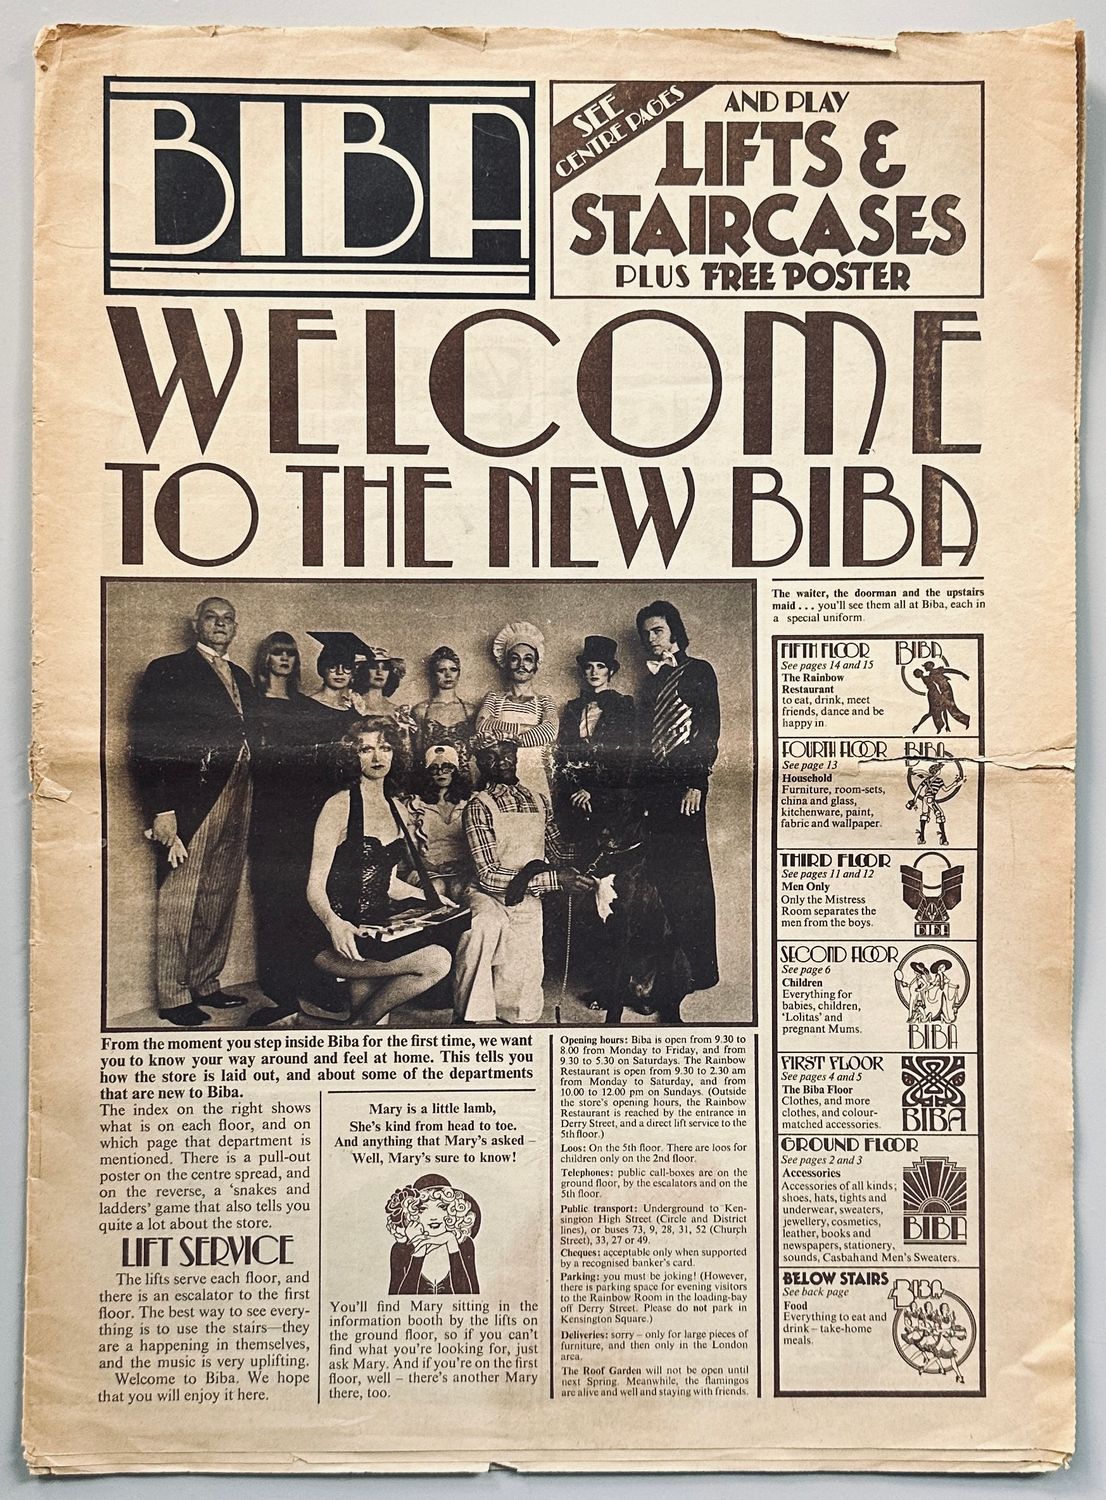 BIBA
SEE
CENTRE PAGES
AND PLAY
LIFTS &
STAIRCASES
PLUS FREE POSTER
WELCOME
TO THE NEW BIBA
The waiter, the doorman and the upstairs
maid . . . you'll see them all at Biba, each in
a special uniform.
FIFTH FLOOR
See pages 14 and 15
The Rainbow
Restaurant
to eat, drink, meet
friends, dance and be
happy in.
BIBA
FOURTH FLOOR
See page 13
Household
Furniture, room-sets,
china and glass,
kitchenware, paint,
fabric and wallpaper.
BIBA
THIRD FLOOR
See pages 11 and 12
Men Only
Only the Mistress
Room separates the
men from the boys.
BIBA
SECOND FLOOR
See page 6
Children
Everything for
babies, children,
'Lolitas' and
pregnant Mums.
BIBA
FIRST FLOOR
See pages 4 and 5
The Biba Floor
Clothes, and more
clothes, and colour-
matched accessories.
BIBA
GROUND FLOOR
See pages 2 and 3
Accessories
Accessories of all kinds;
shoes, hats, tights and
underwear, sweaters,
jewellery, cosmetics,
leather, books and
newspapers, stationery,
sounds, Casbah and Men's Sweaters.
BIBA
BELOW STAIRS
See back page
Food
Everything to eat and
drink – take-home
meals.
BIBA
From the moment you step inside Biba for the first time, we want
you to know your way around and feel at home. This tells you
how the store is laid out, and about some of the departments
that are new to Biba.
The index on the right shows
what is on each floor, and on
which page that department is
mentioned. There is a pull-out
poster on the centre spread, and
on the reverse, a 'snakes and
ladders' game that also tells you
quite a lot about the store.
LIFT SERVICE
The lifts serve each floor, and
there is an escalator to the first
floor. The best way to see every-
thing is to use the stairs—they
are a happening in themselves,
and the music is very uplifting.
Welcome to Biba. We hope
that you will enjoy it here.
Mary is a little lamb,
She's kind from head to toe.
And anything that Mary's asked –
Well, Mary's sure to know!
You'll find Mary sitting in the
information booth by the lifts on
the ground floor, so if you can't
find what you're looking for, just
ask Mary. And if you're on the first
floor, well – there's another Mary
there, too.
Opening hours: Biba is open from 9.30 to
8.00 from Monday to Friday, and from
9.30 to 5.30 on Saturdays. The Rainbow
Restaurant is open from 9.30 to 2.30 am
from Monday to Saturday, and from
10.00 to 12.00 pm on Sundays. (Outside
the store's opening hours, the Rainbow
Restaurant is reached by the entrance in
Derry Street, and a direct lift service to the
5th floor.)
Loos: On the 5th floor. There are loos for
children only on the 2nd floor.
Telephones: public call-boxes are on the
ground floor, by the escalators and on the
5th floor.
Public transport: Underground to Ken-
sington High Street (Circle and District
lines), or buses 73, 9, 28, 31, 52 (Church
Street), 33, 27 or 49.
Cheques: acceptable only when supported
by a recognised banker's card.
Parking: you must be joking! (However,
there is parking space for evening visitors
to the Rainbow Room in the loading-bay
off Derry Street. Please do not park in
Kensington Square.)
Deliveries: sorry – only for large pieces of
furniture, and then only in the London
area.
The Roof Garden will not be open until
next Spring. Meanwhile, the flamingos
are alive and well and staying with friends.